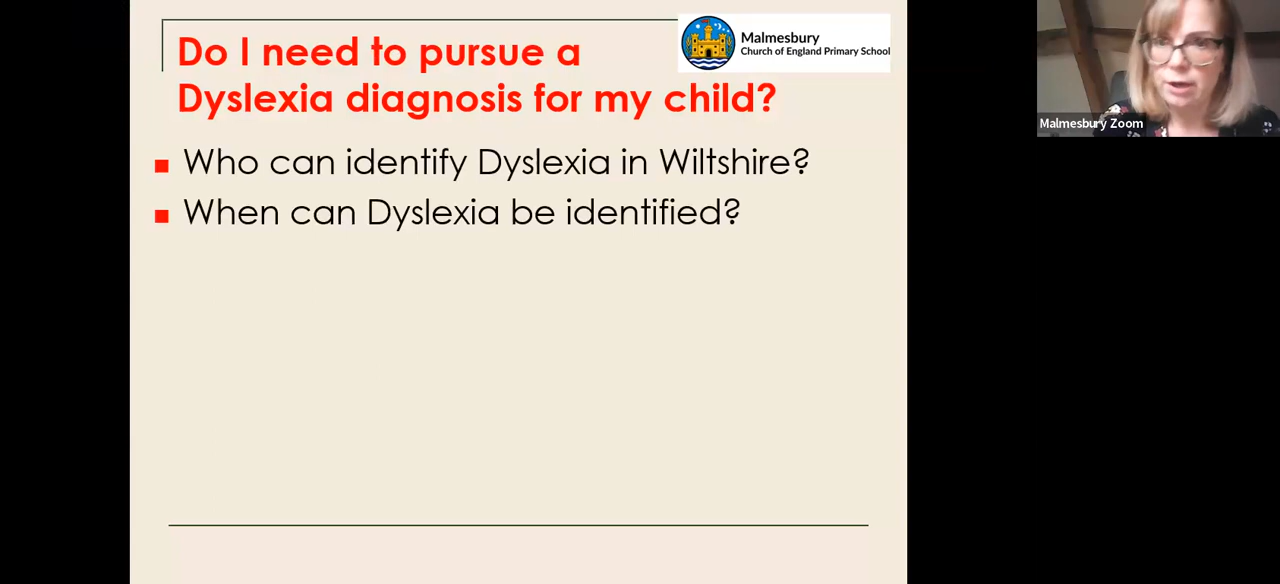 Do I need to pursue a
Dyslexia diagnosis for my child?
Malmesbury
Church of England Primary School
Who can identify Dyslexia in Wiltshire?
When can Dyslexia be identified?
Malmesbury Zoom